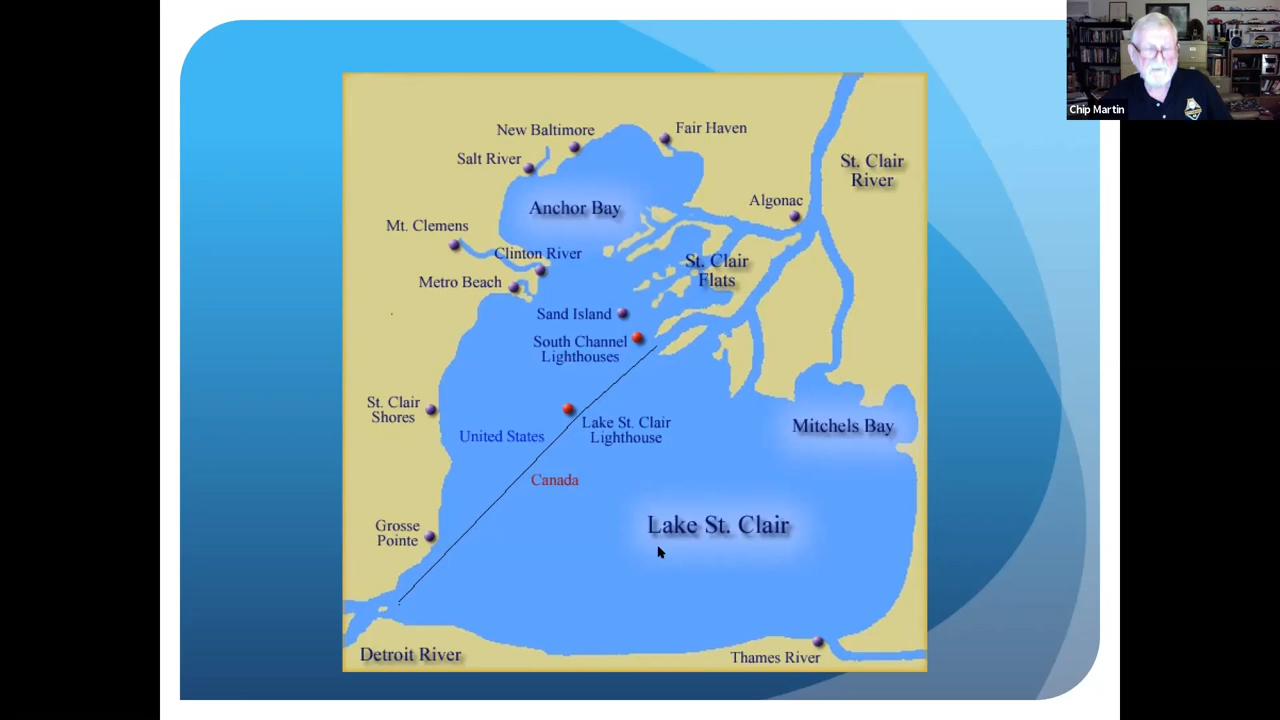 Chip Martin
New Baltimore
Fair Haven
Salt River
St. Clair
River
Algonac
Anchor Bay
Mt. Clemens
Clinton River
St. Clair
Flats
Metro Beach
Sand Island
South Channel
Lighthouses
St. Clair
Shores
Lake St. Clair
Lighthouse
United States
Mitchels Bay
Canada
Lake St. Clair
Grosse
Pointe
Detroit River
Thames River